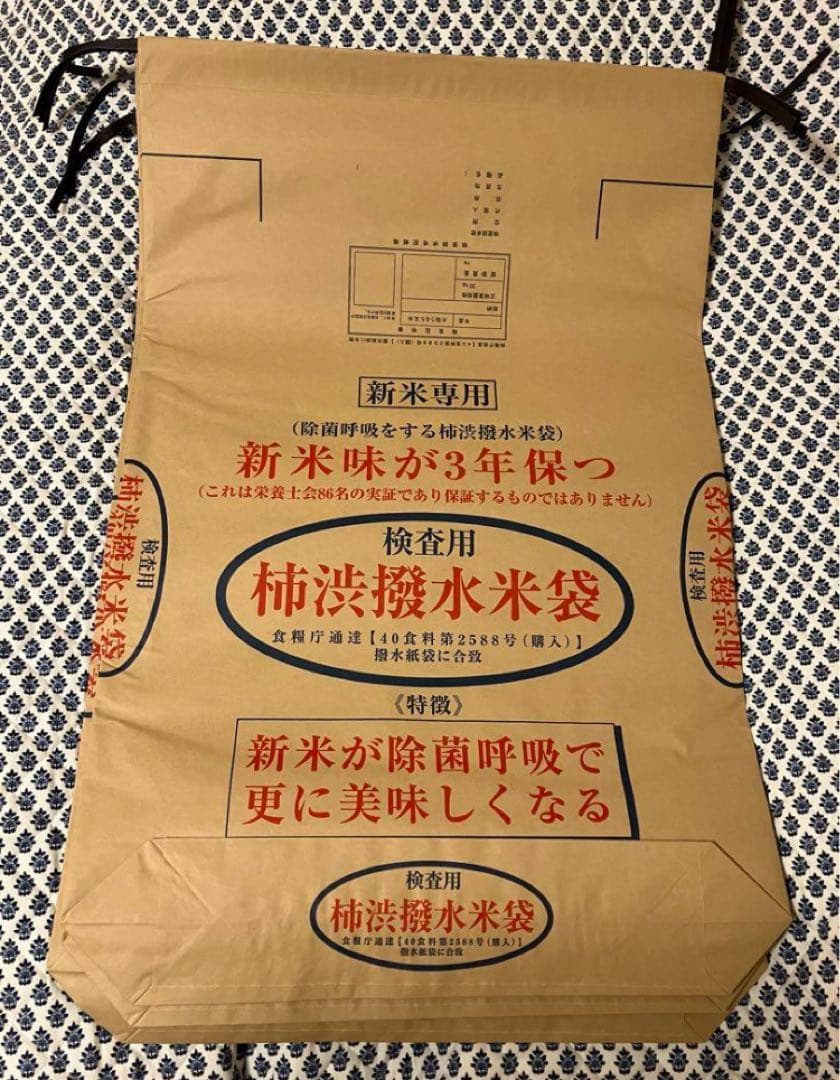 新米専用
(除菌呼吸をする柿渋撥水米袋)
新米味が3年保つ
(これは栄養士会86名の実証であり保証するものではありません)
検査用
柿渋撥水米袋
食糧庁通達【40食料第2588号(購入)】
撥水紙袋に合致
《特徴》
新米が除菌呼吸で
更に美味しくなる
検査用
柿渋撥水米袋
食糧庁通達【40食料第2588号(購入)】
撥水紙袋に合致
検査用
柿渋撥水米袋
検査用
柿渋撥水米袋
30kg
kg